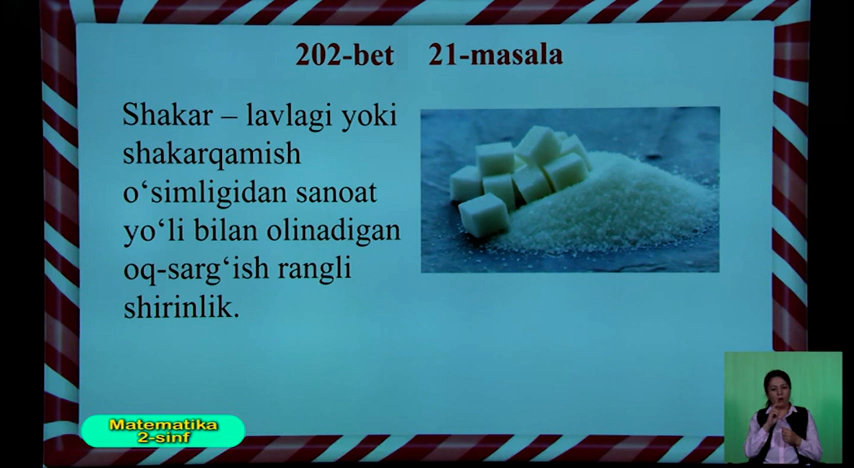 202-bet 21-masala
Shakar – lavlagi yoki
shakarqamish
o‘simligidan sanoat
yo‘li bilan olinadigan
oq-sarg‘ish rangli
shirinlik.
Matematika
2-sinf